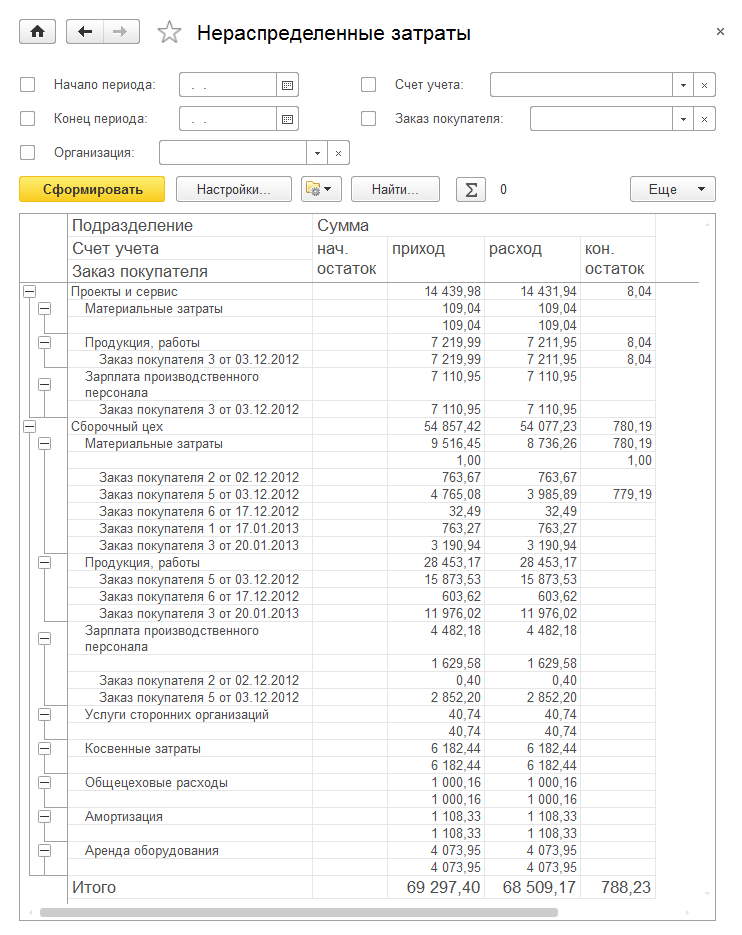 Нераспределенные затраты
Начало периода: . . Счет учета:
Конец периода: . . Заказ покупателя:
Организация:
Сформировать Настройки... Найти... Σ 0 Еще
Подразделение Сумма
Счет учета нач. остаток приход расход кон. остаток
Заказ покупателя
Проекты и сервис 14 439,98 14 431,94 8,04
Материальные затраты 109,04 109,04
109,04 109,04
Продукция, работы 7 219,99 7 211,95 8,04
Заказ покупателя 3 от 03.12.2012 7 219,99 7 211,95 8,04
Зарплата производственного 7 110,95 7 110,95
персонала
Заказ покупателя 3 от 03.12.2012 7 110,95 7 110,95
Сборочный цех 54 857,42 54 077,23 780,19
Материальные затраты 9 516,45 8 736,26 780,19
1,00 1,00
Заказ покупателя 2 от 02.12.2012 763,67 763,67
Заказ покупателя 5 от 03.12.2012 4 765,08 3 985,89 779,19
Заказ покупателя 6 от 17.12.2012 32,49 32,49
Заказ покупателя 1 от 17.01.2013 763,27 763,27
Заказ покупателя 3 от 20.01.2013 3 190,94 3 190,94
Продукция, работы 28 453,17 28 453,17
Заказ покупателя 5 от 03.12.2012 15 873,53 15 873,53
Заказ покупателя 6 от 17.12.2012 603,62 603,62
Заказ покупателя 3 от 20.01.2013 11 976,02 11 976,02
Зарплата производственного 4 482,18 4 482,18
персонала
1 629,58 1 629,58
Заказ покупателя 2 от 02.12.2012 0,40 0,40
Заказ покупателя 5 от 03.12.2012 2 852,20 2 852,20
Услуги сторонних организаций 40,74 40,74
40,74 40,74
Косвенные затраты 6 182,44 6 182,44
6 182,44 6 182,44
Общецеховые расходы 1 000,16 1 000,16
1 000,16 1 000,16
Амортизация 1 108,33 1 108,33
1 108,33 1 108,33
Аренда оборудования 4 073,95 4 073,95
4 073,95 4 073,95
Итого 69 297,40 68 509,17 788,23